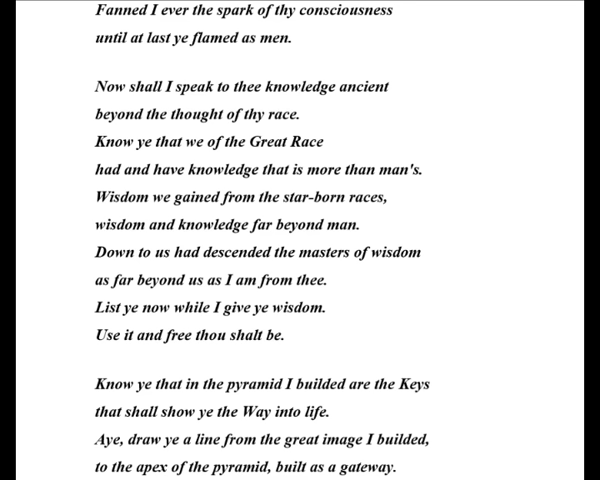 Fanned I ever the spark of thy consciousness
until at last ye flamed as men.
Now shall I speak to thee knowledge ancient
beyond the thought of thy race.
Know ye that we of the Great Race
had and have knowledge that is more than man's.
Wisdom we gained from the star-born races,
wisdom and knowledge far beyond man.
Down to us had descended the masters of wisdom
as far beyond us as I am from thee.
List ye now while I give ye wisdom.
Use it and free thou shalt be.
Know ye that in the pyramid I builded are the Keys
that shall show ye the Way into life.
Aye, draw ye a line from the great image I builded,
to the apex of the pyramid, built as a gateway.